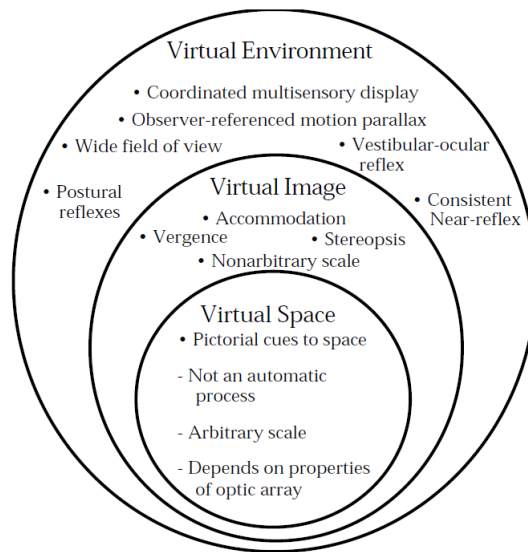 Virtual Environment
• Coordinated multisensory display
• Observer-referenced motion parallax
• Wide field of view
• Vestibular-ocular
reflex
• Postural
reflexes
• Consistent
Near-reflex
Virtual Image
• Accommodation
• Vergence
• Stereopsis
• Nonarbitrary scale
Virtual Space
• Pictorial cues to space
- Not an automatic
process
- Arbitrary scale
- Depends on properties
of optic array